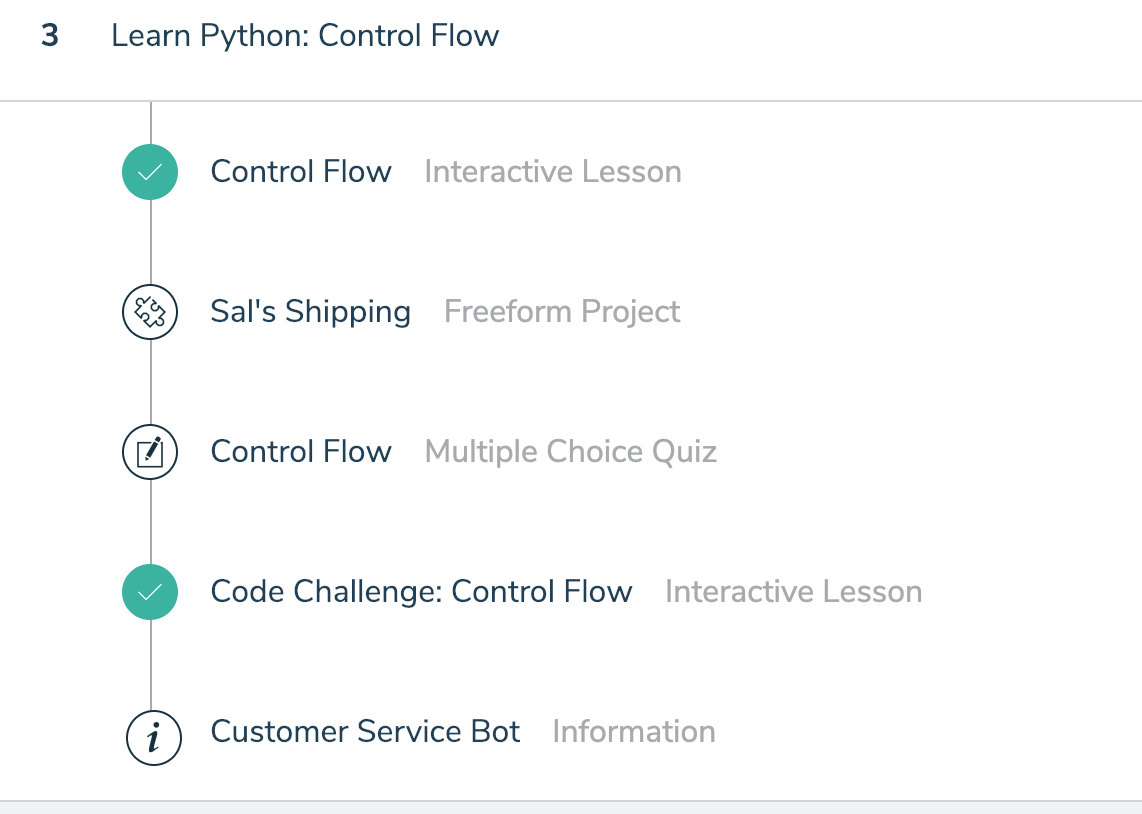 3 Learn Python: Control Flow
Control Flow Interactive Lesson
Sal's Shipping Freeform Project
Control Flow Multiple Choice Quiz
Code Challenge: Control Flow Interactive Lesson
i Customer Service Bot Information